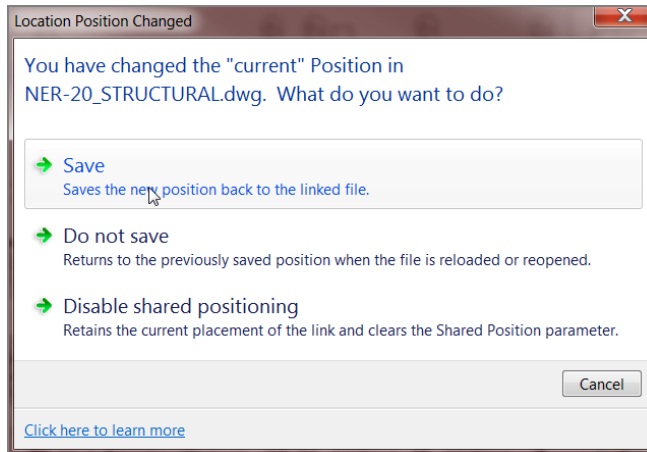 Location Position Changed
You have changed the "current" Position in
NER-20_STRUCTURAL.dwg. What do you want to do?
Save
Saves the new position back to the linked file.
Do not save
Returns to the previously saved position when the file is reloaded or reopened.
Disable shared positioning
Retains the current placement of the link and clears the Shared Position parameter.
Cancel
Click here to learn more